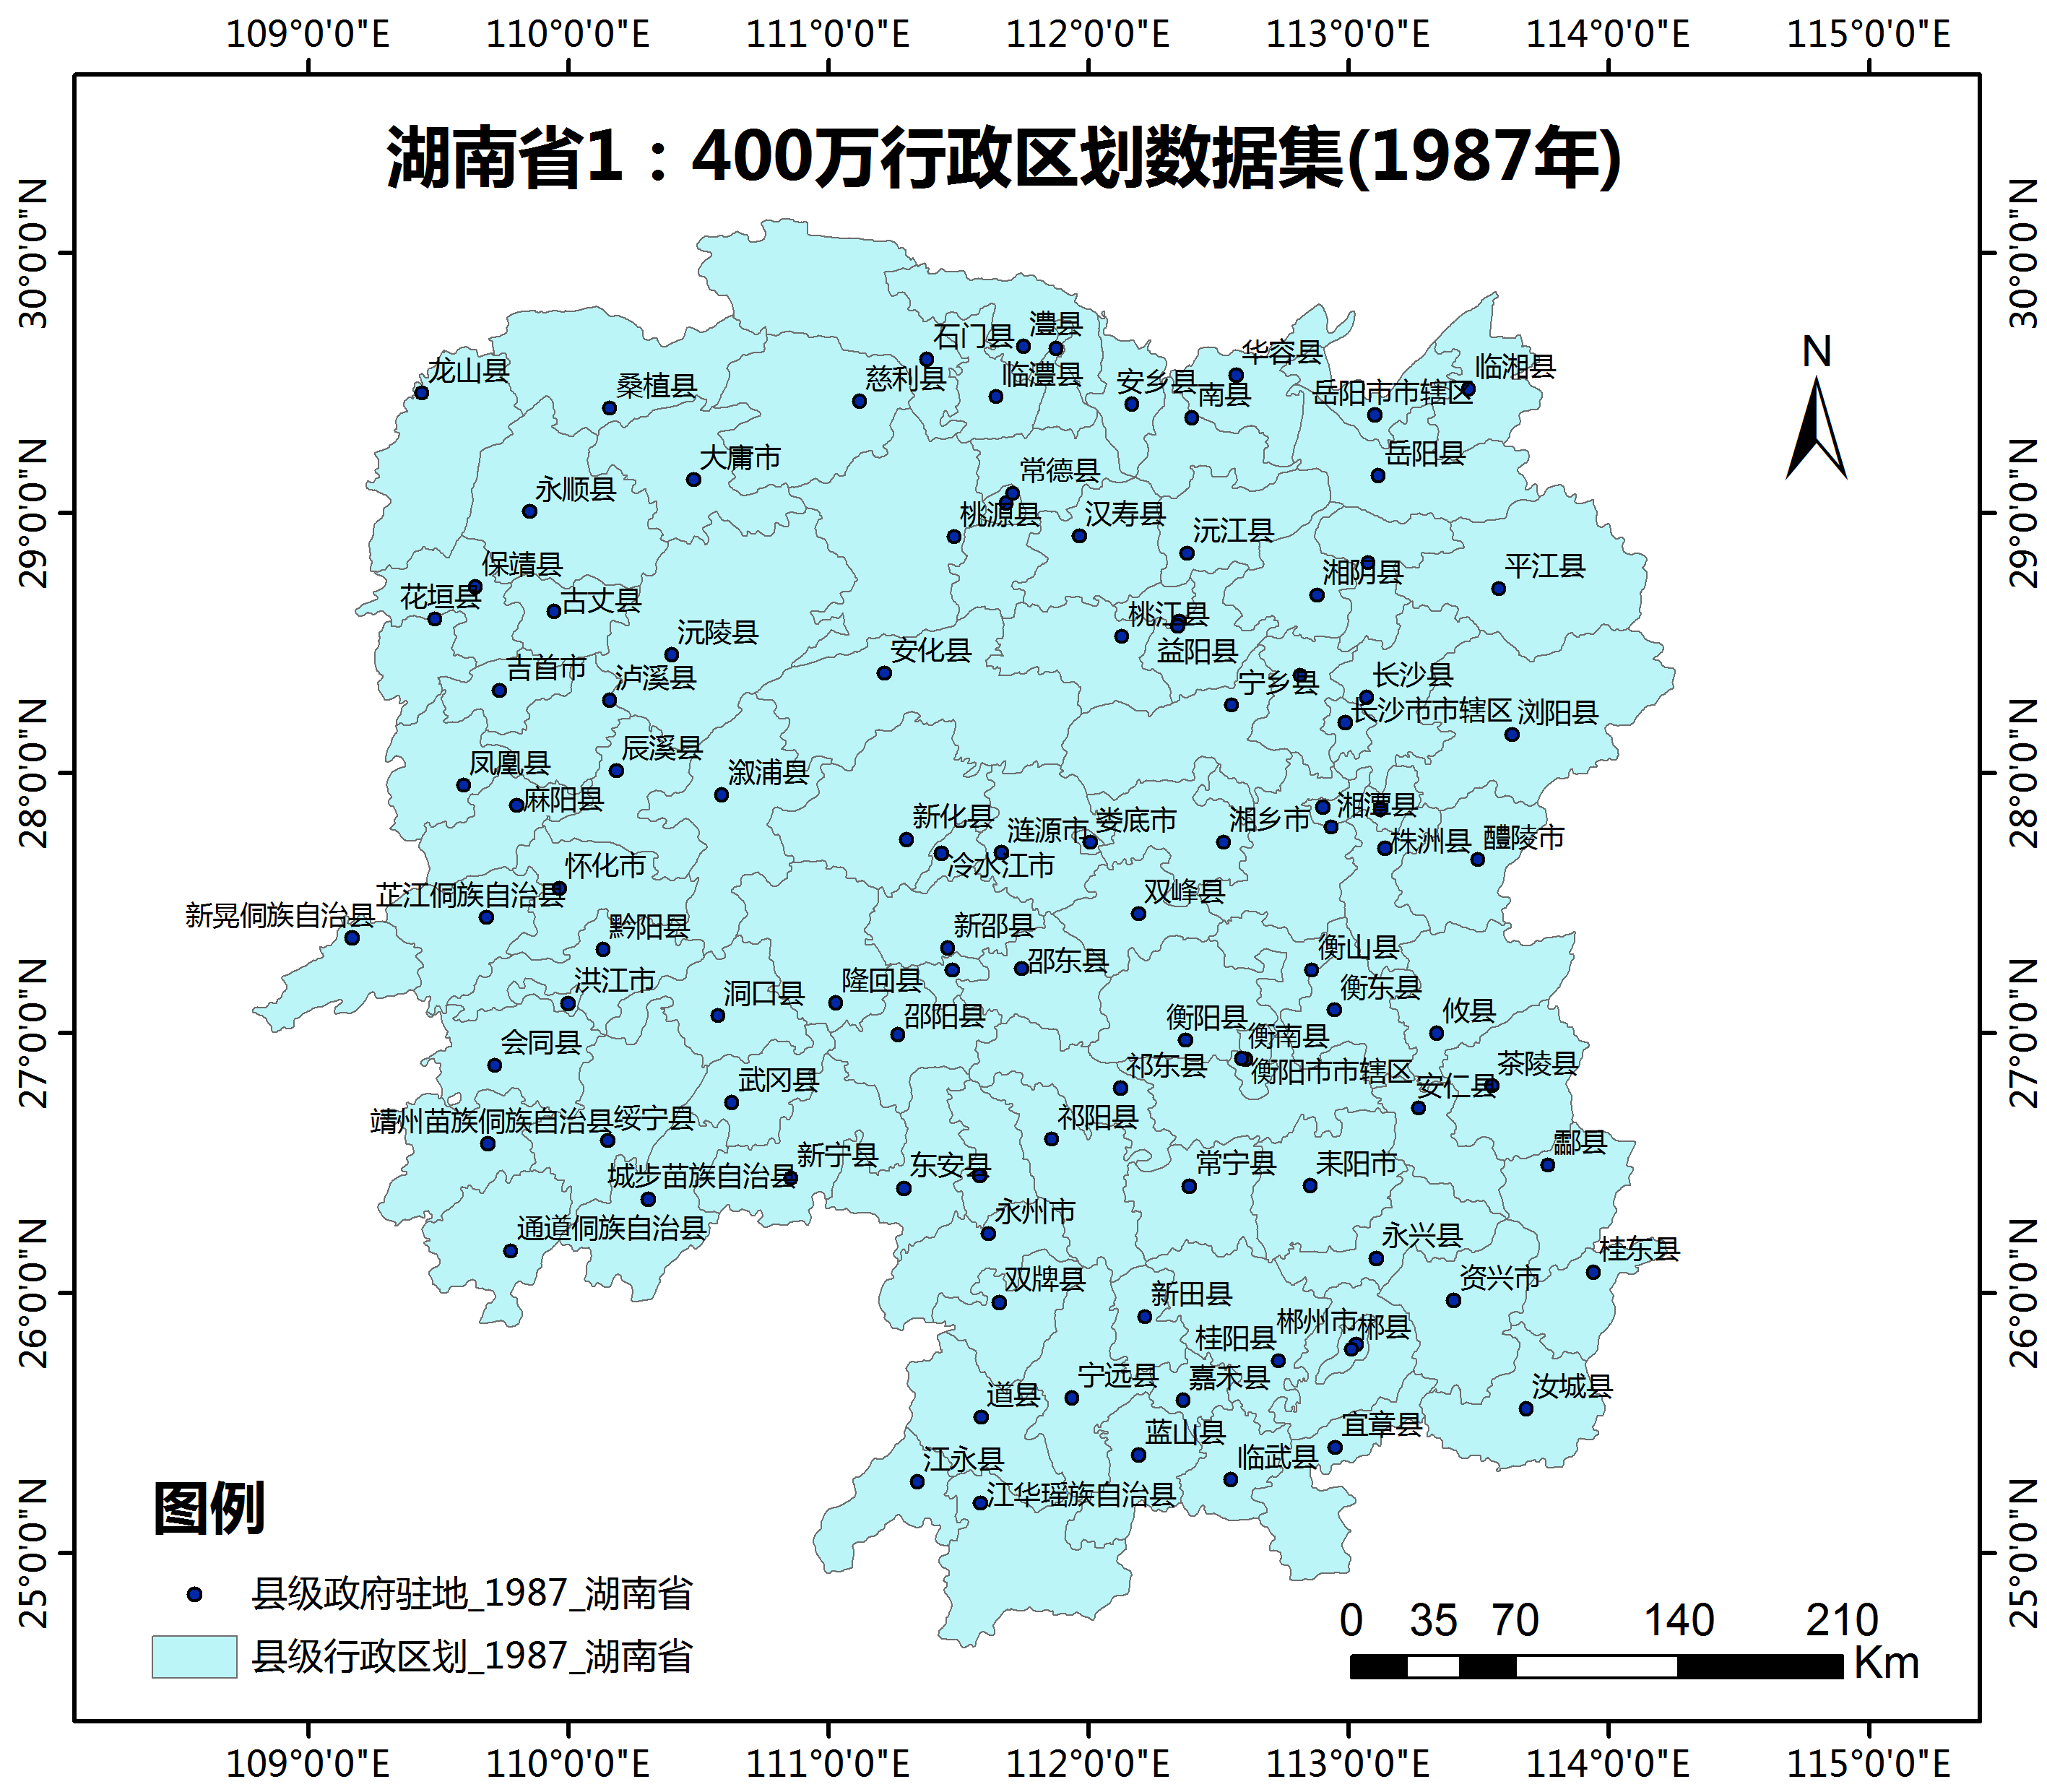 109°0'0"E 110°0'0"E 111°0'0"E 112°0'0"E 113°0'0"E 114°0'0"E 115°0'0"E
湖南省1：400万行政区划数据集(1987年)
30°0'0"N
30°0'0"N
29°0'0"N
29°0'0"N
28°0'0"N
28°0'0"N
27°0'0"N
27°0'0"N
26°0'0"N
26°0'0"N
25°0'0"N
25°0'0"N
N
石门县
澧县
华容县
龙山县
慈利县
临澧县
安乡县
南县
临湘县
桑植县
岳阳市市辖区
大庸市
常德县
岳阳县
永顺县
桃源县
汉寿县
沅江县
保靖县
花垣县
古丈县
湘阴县
平江县
沅陵县
安化县
桃江县
益阳县
吉首市
泸溪县
宁乡县
长沙县
长沙市市辖区
浏阳县
辰溪县
凤凰县
麻阳县
溆浦县
新化县
涟源市
娄底市
湘乡市
湘潭县
株洲县
醴陵市
冷水江市
怀化市
芷江侗族自治县
新晃侗族自治县
双峰县
黔阳县
新邵县
邵东县
衡山县
洪江市
洞口县
隆回县
衡东县
邵阳县
衡阳县
攸县
会同县
衡南县
祁东县
衡阳市市辖区
茶陵县
安仁县
武冈县
靖州苗族侗族自治县
绥宁县
祁阳县
酃县
新宁县
东安县
常宁县
耒阳市
城步苗族自治县
永州市
通道侗族自治县
永兴县
桂东县
双牌县
新田县
资兴市
郴州市
郴县
桂阳县
宁远县
嘉禾县
道县
汝城县
蓝山县
宜章县
江永县
临武县
江华瑶族自治县
图例
县级政府驻地_1987_湖南省
县级行政区划_1987_湖南省
0 35 70 140 210
Km
109°0'0"E 110°0'0"E 111°0'0"E 112°0'0"E 113°0'0"E 114°0'0"E 115°0'0"E